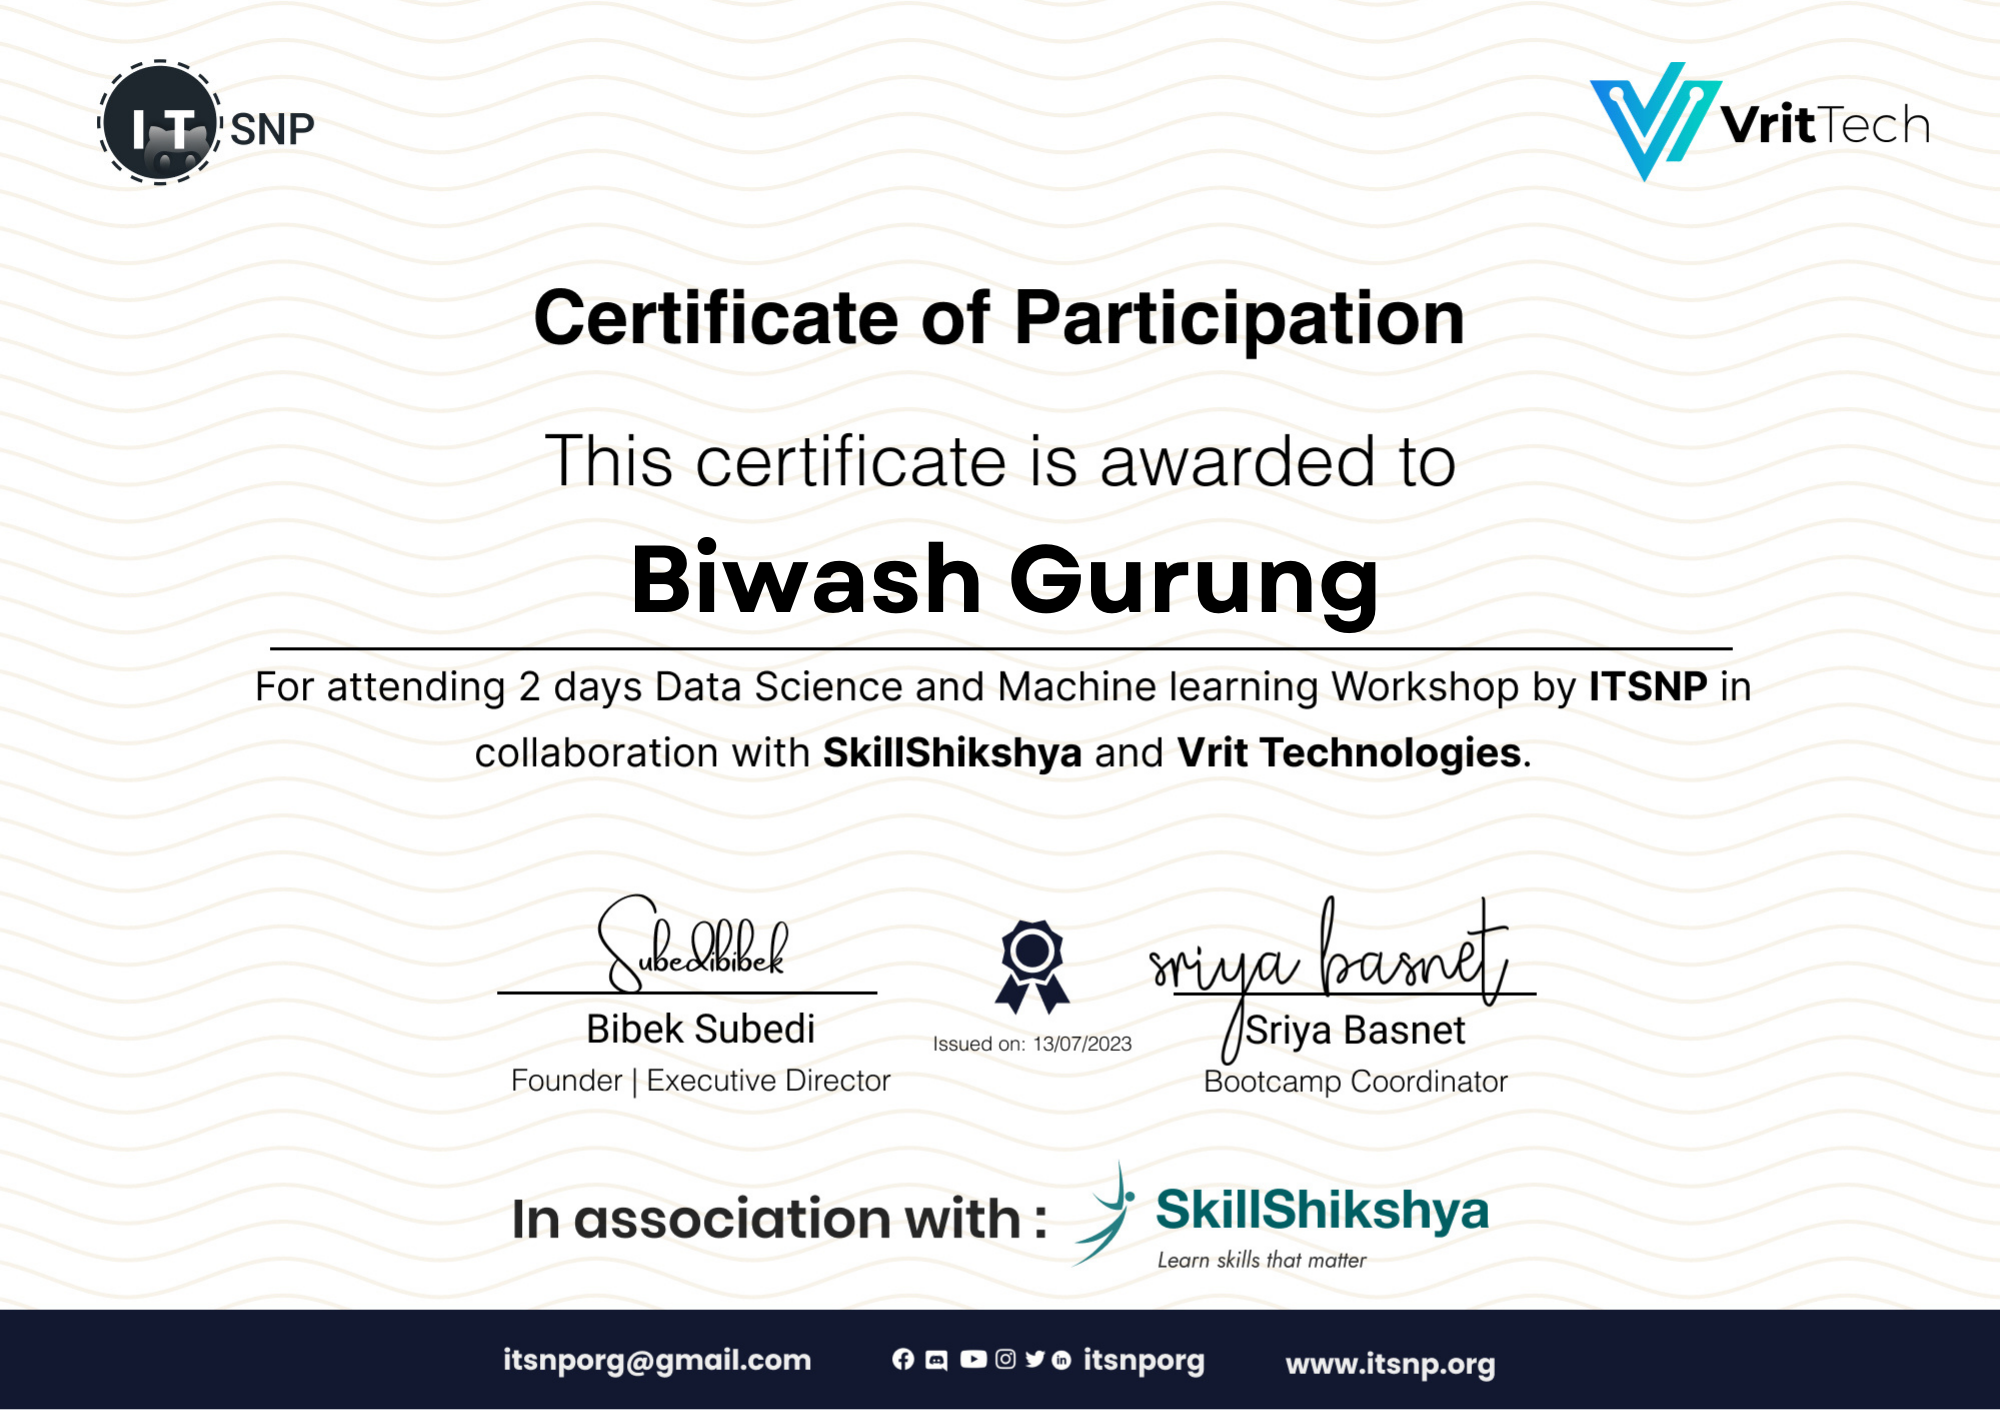 IT SNP
VritTech
Certificate of Participation
This certificate is awarded to
Biwash Gurung
For attending 2 days Data Science and Machine learning Workshop by ITSNP in
collaboration with SkillShikshya and Vrit Technologies.
Subedibibek
sriya basnet
Bibek Subedi
Founder | Executive Director
Issued on: 13/07/2023
Sriya Basnet
Bootcamp Coordinator
In association with :
SkillShikshya
Learn skills that matter
itsnporg@gmail.com
itsnporg
www.itsnp.org